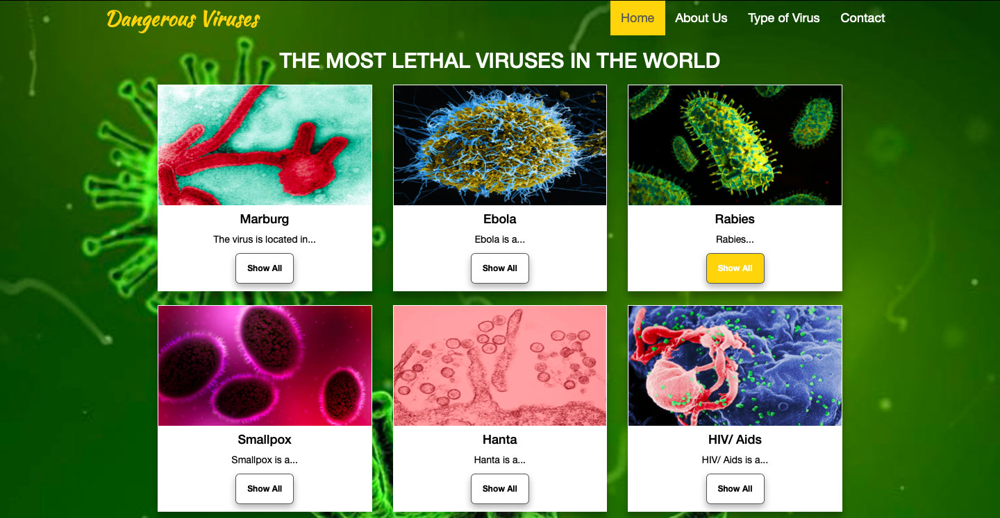 Dangerous Viruses
Home About Us Type of Virus Contact
THE MOST LETHAL VIRUSES IN THE WORLD
Marburg
The virus is located in...
Show All
Ebola
Ebola is a...
Show All
Rabies
Rabies...
Show All
Smallpox
Smallpox is a...
Show All
Hanta
Hanta is a...
Show All
HIV/ Aids
HIV/ Aids is a...
Show All